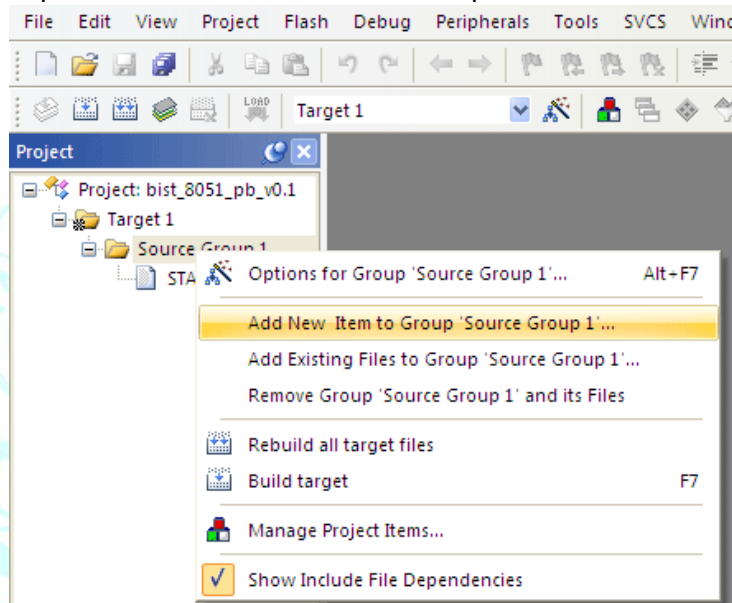 File Edit View Project Flash Debug Peripherals Tools SVCS
LOAD Target 1
Project
Project: bist_8051_pb_v0.1
Target 1
Source Group 1
STA
Options for Group 'Source Group 1'... Alt+F7
Add New Item to Group 'Source Group 1'...
Add Existing Files to Group 'Source Group 1'...
Remove Group 'Source Group 1' and its Files
Rebuild all target files
Build target F7
Manage Project Items...
Show Include File Dependencies